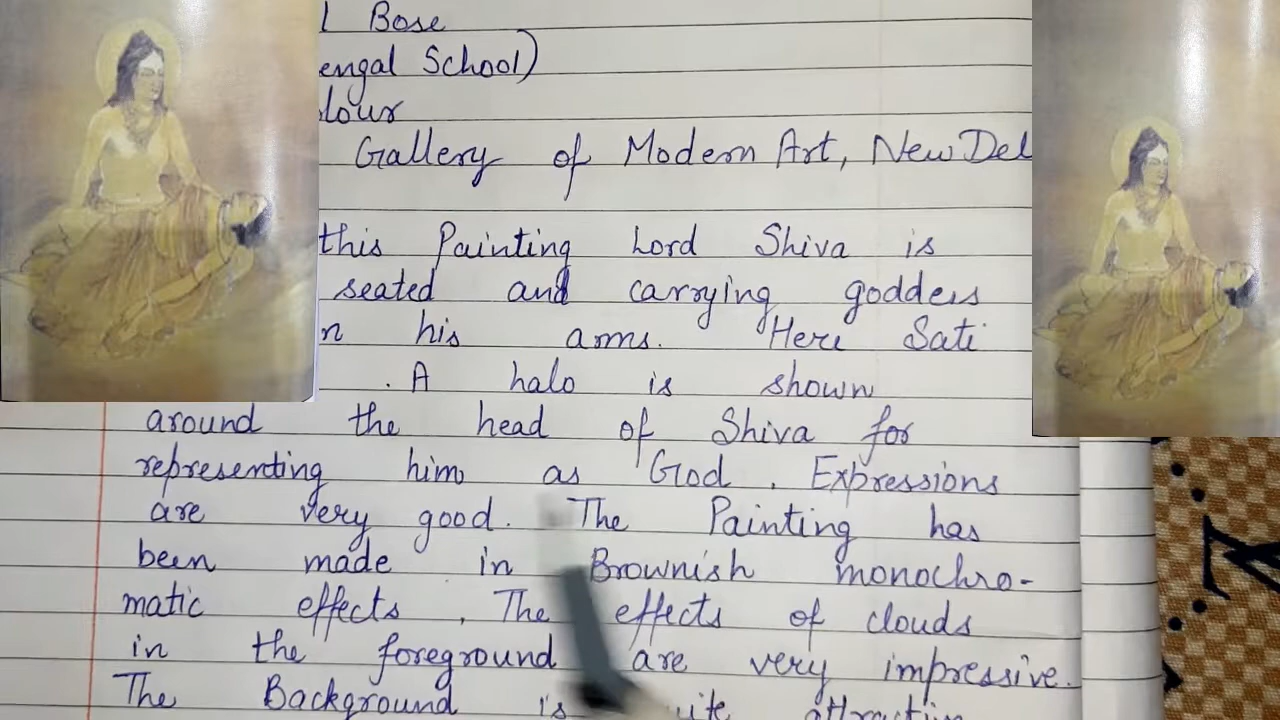 l Bose
engal School)
lour
Gallery of Modern Art, New Del
this Painting Lord Shiva is
seated and carrying goddess
n his arms. Here Sati
. A halo is shown
around the head of Shiva for
representing him as God. Expressions
are very good. The Painting has
been made in Brownish monochro-
matic effects, The effects of clouds
in the foreground are very impressive.
The Background is